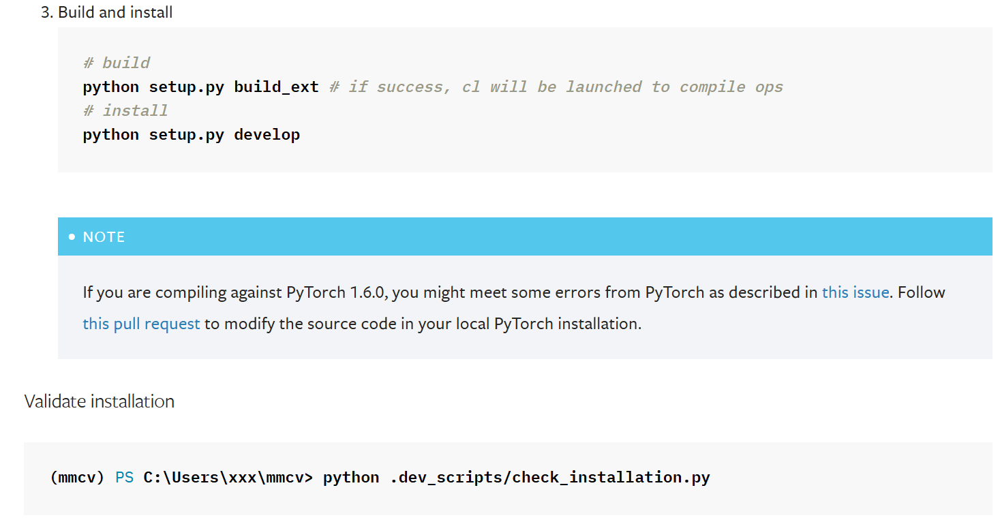 3. Build and install
# build
python setup.py build_ext # if success, cl will be launched to compile ops
# install
python setup.py develop
• NOTE
If you are compiling against PyTorch 1.6.0, you might meet some errors from PyTorch as described in this issue. Follow
this pull request to modify the source code in your local PyTorch installation.
Validate installation
(mmcv) PS C:\Users\xxx\mmcv> python .dev_scripts/check_installation.py